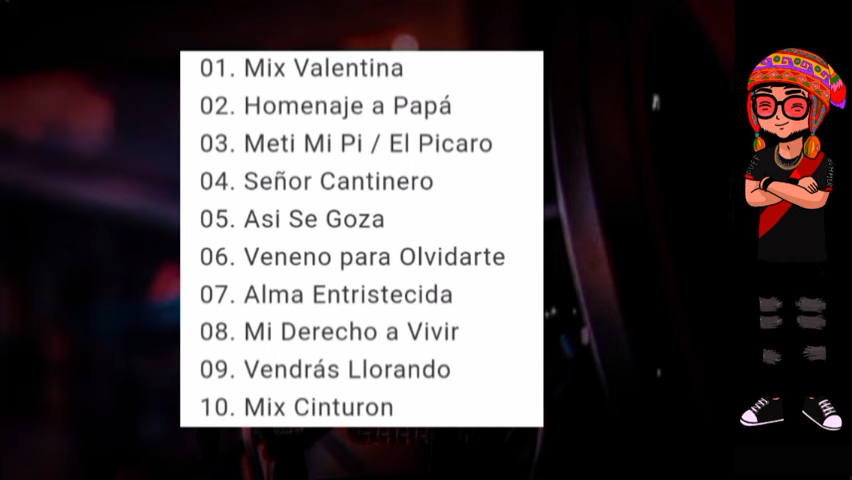 01. Mix Valentina
02. Homenaje a Papá
03. Meti Mi Pi / El Picaro
04. Señor Cantinero
05. Asi Se Goza
06. Veneno para Olvidarte
07. Alma Entristecida
08. Mi Derecho a Vivir
09. Vendrás Llorando
10. Mix Cinturon